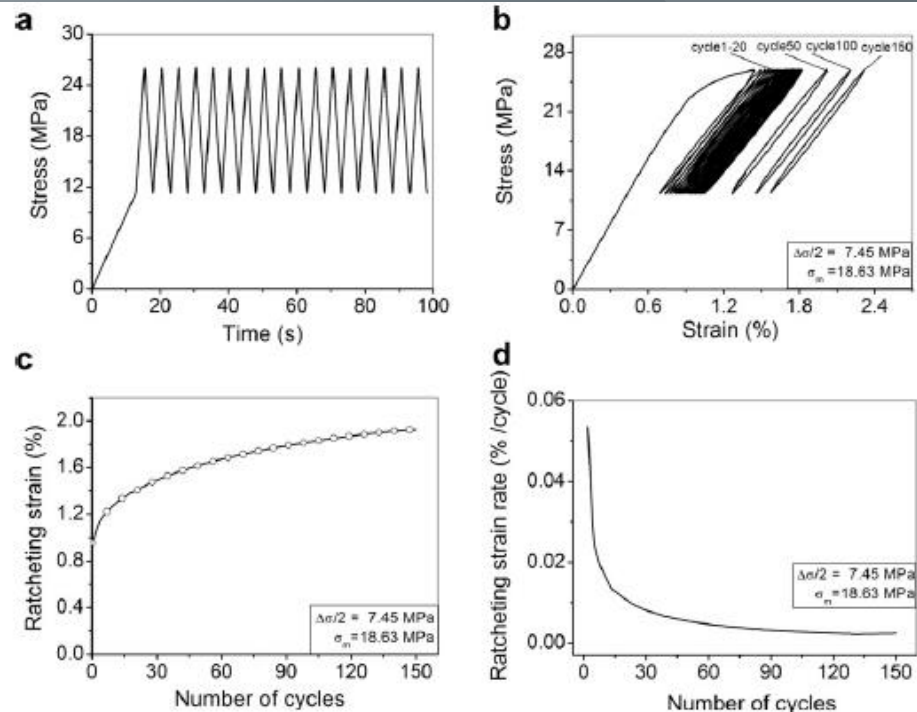 a
30
24
18
12
6
0
Stress (MPa)
0 20 40 60 80 100
Time (s)
b
28
21
14
7
0
Stress (MPa)
cycle1-20 cycle50 cycle100 cycle150
Δσ/2 = 7.45 MPa
σm=18.63 MPa
0.0 0.6 1.2 1.8 2.4
Strain (%)
c
2.0
1.6
1.2
0.8
0.4
0.0
Ratcheting strain (%)
Δσ/2 = 7.45 MPa
σm=18.63 MPa
0 30 60 90 120 150
Number of cycles
d
0.06
0.04
0.02
0.00
Ratcheting strain rate (% /cycle)
Δσ/2 = 7.45 MPa
σm=18.63 MPa
0 30 60 90 120 150
Number of cycles